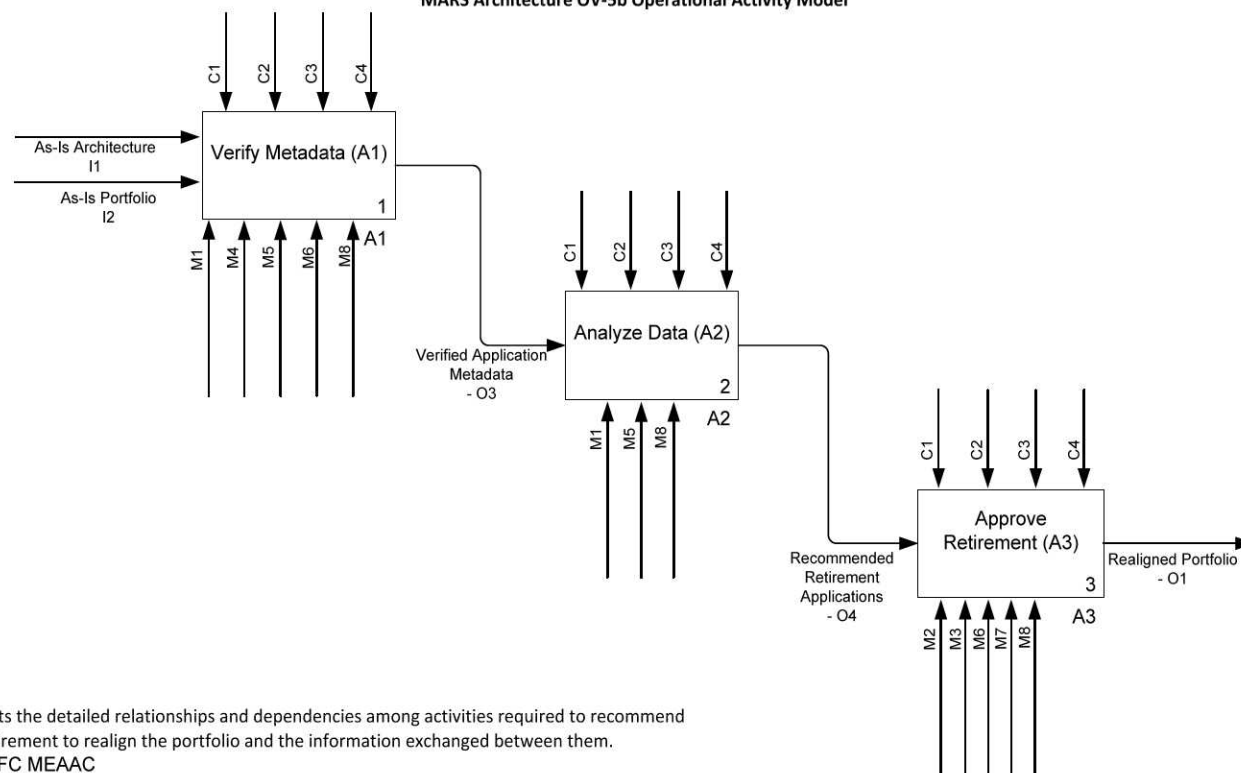 MARS Architecture OV-5b Operational Activity Model
C1 C2 C3 C4
As-Is Architecture
I1
As-Is Portfolio
I2
Verify Metadata (A1)
1
A1
M1 M4 M5 M6 M8
C1 C2 C3 C4
Verified Application
Metadata
- O3
Analyze Data (A2)
2
A2
M1 M5 M8
C1 C2 C3 C4
Recommended
Retirement
Applications
- O4
Approve
Retirement (A3)
3
A3
Realigned Portfolio
- O1
M2 M3 M6 M7 M8
ts the detailed relationships and dependencies among activities required to recommend
irement to realign the portfolio and the information exchanged between them.
FC MEAAC